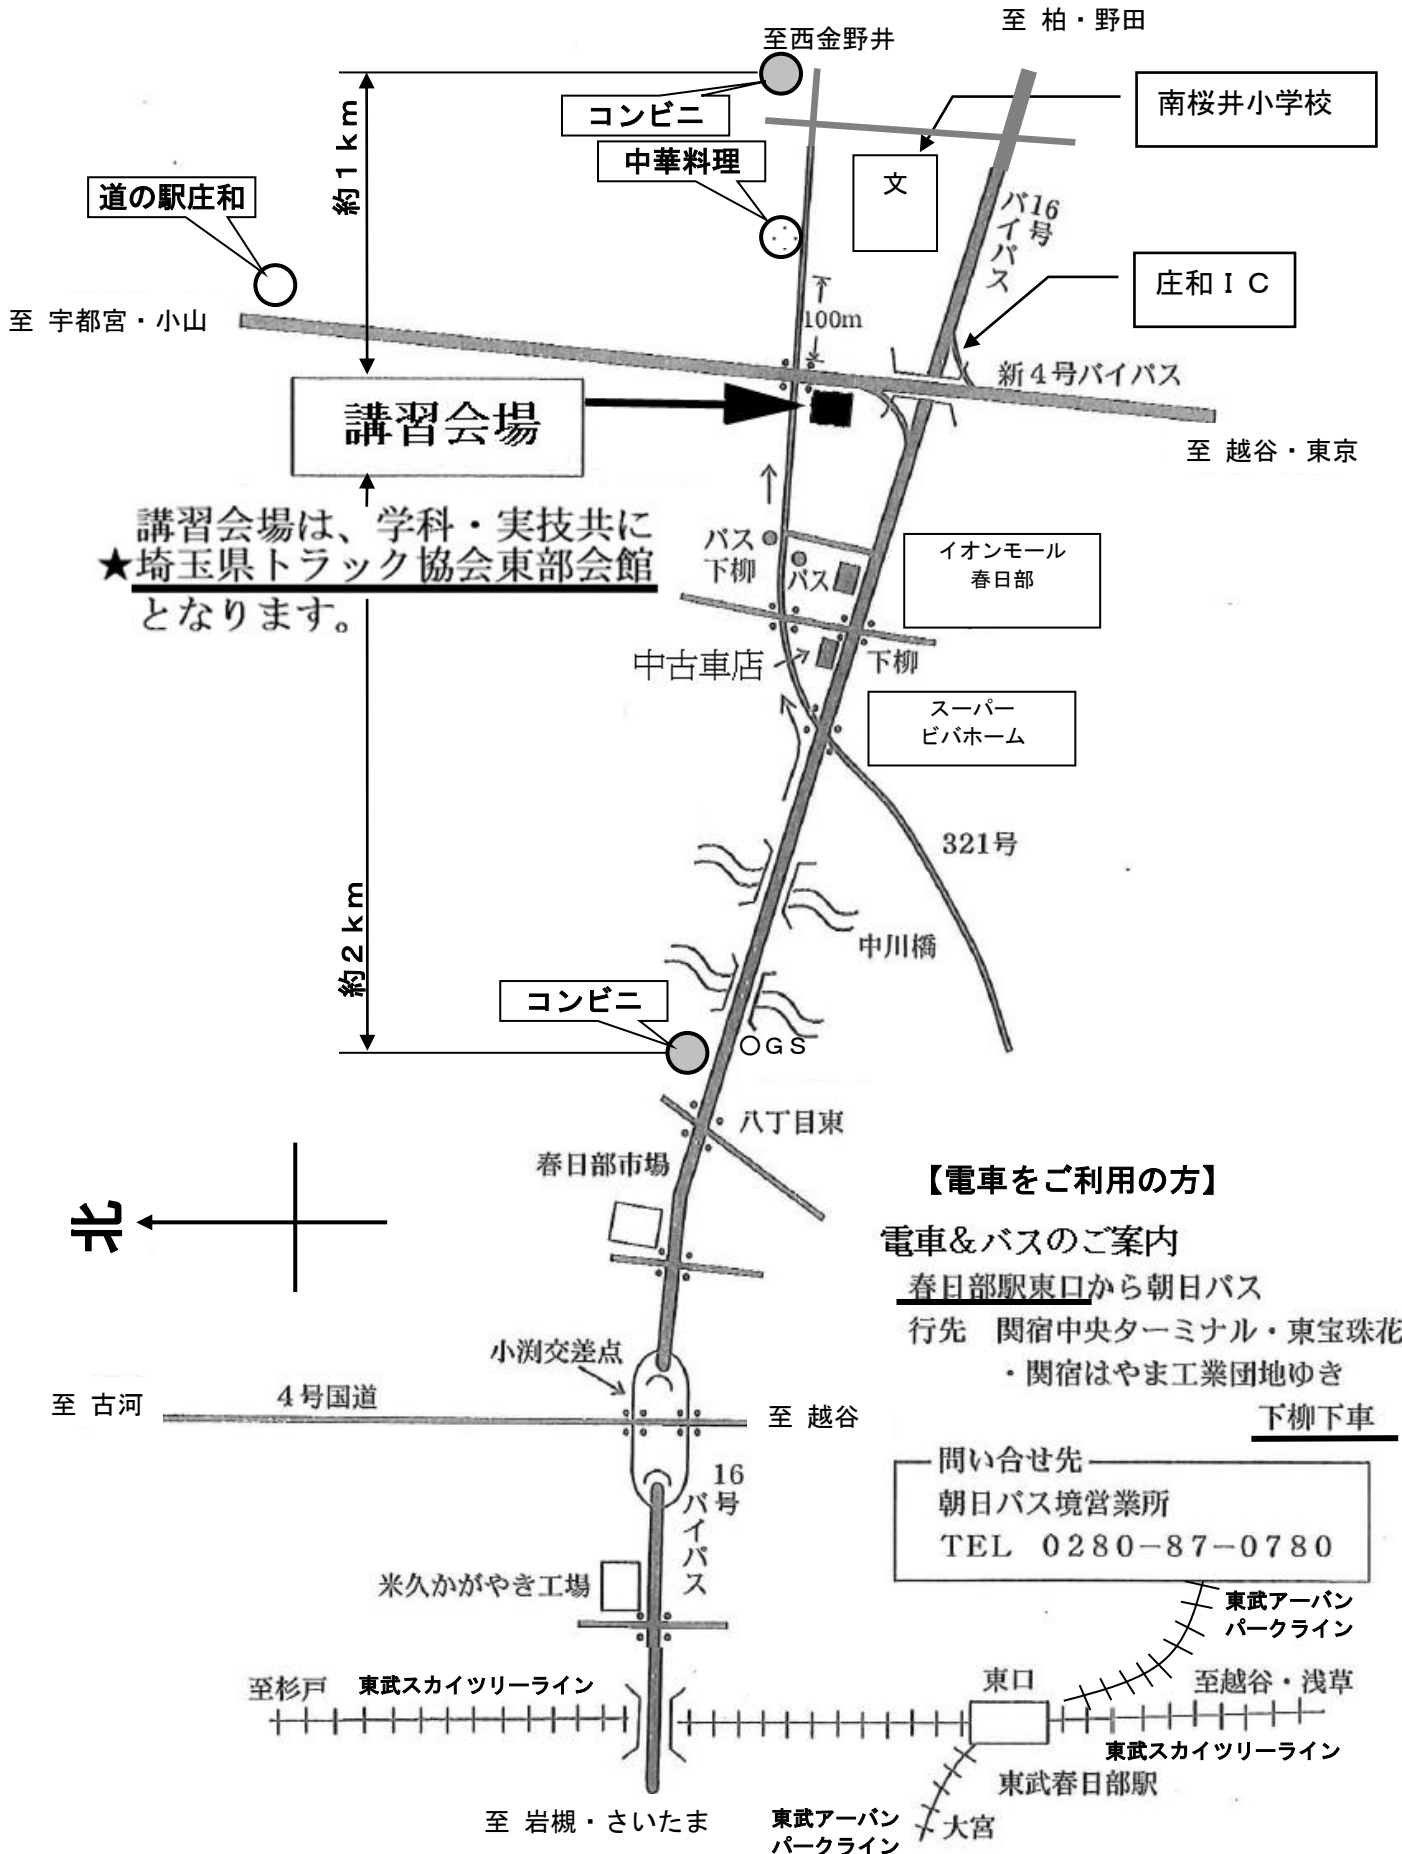 至 柏・野田
至西金野井
南桜井小学校
コンビニ
中華料理
文
約1km
道の駅庄和
16号
バイパス
庄和ＩＣ
至 宇都宮・小山
100m
新４号バイパス
講習会場
至 越谷・東京
講習会場は、学科・実技共に
★埼玉県トラック協会東部会館
となります。
バス
下柳
バス
イオンモール
春日部
中古車店
下柳
スーパー
ビバホーム
321号
約2km
中川橋
コンビニ
○ＧＳ
八丁目東
春日部市場
北
【電車をご利用の方】
電車＆バスのご案内
春日部駅東口から朝日バス
行先　関宿中央ターミナル・東宝珠花
・関宿はやま工業団地ゆき
下柳下車
小渕交差点
至 古河
４号国道
至 越谷
16号
バイパス
問い合せ先
朝日バス境営業所
TEL　0280−87−0780
米久かがやき工場
東武アーバン
パークライン
至杉戸
東武スカイツリーライン
東口
至越谷・浅草
東武スカイツリーライン
東武春日部駅
至 岩槻・さいたま
東武アーバン
パークライン
大宮